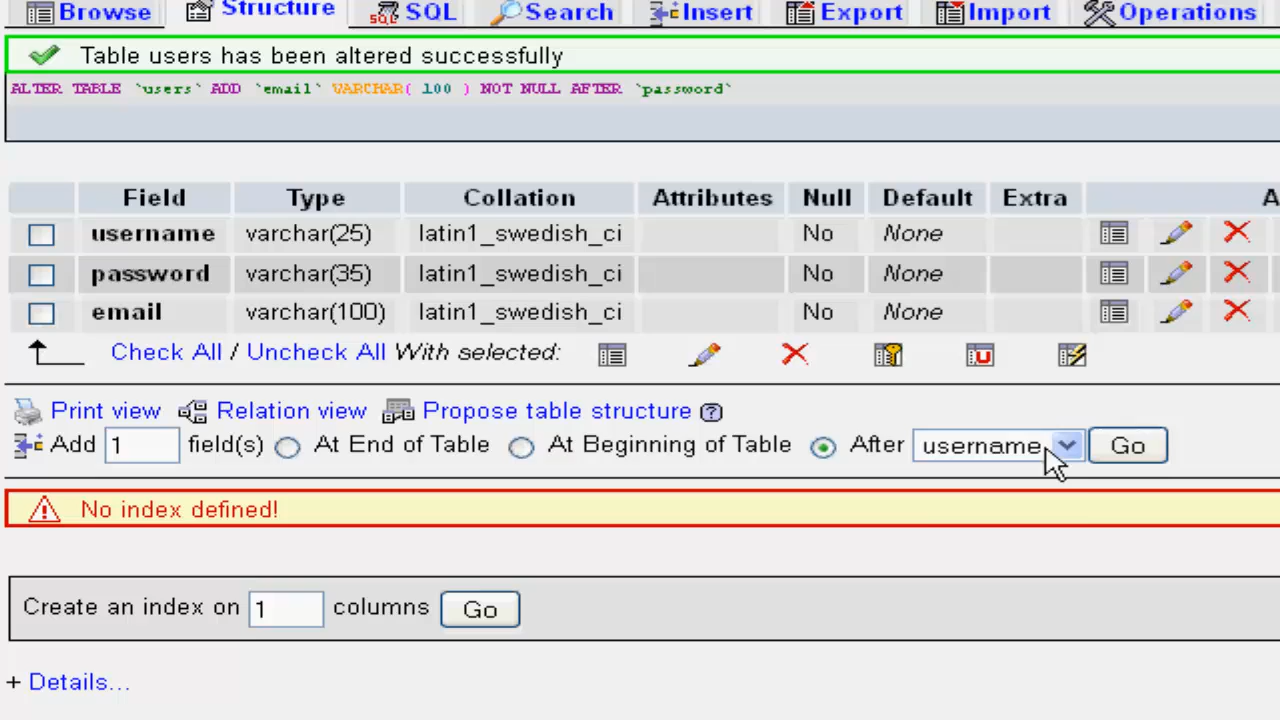 Browse Structure SQL Search Insert Export Import Operations
Table users has been altered successfully
ALTER TABLE `users` ADD `email` VARCHAR( 100 ) NOT NULL AFTER `password`
Field Type Collation Attributes Null Default Extra A
username varchar(25) latin1_swedish_ci No None
password varchar(35) latin1_swedish_ci No None
email varchar(100) latin1_swedish_ci No None
Check All / Uncheck All With selected:
Print view Relation view Propose table structure ?
Add 1 field(s) At End of Table At Beginning of Table After username Go
No index defined!
Create an index on 1 columns Go
+ Details...